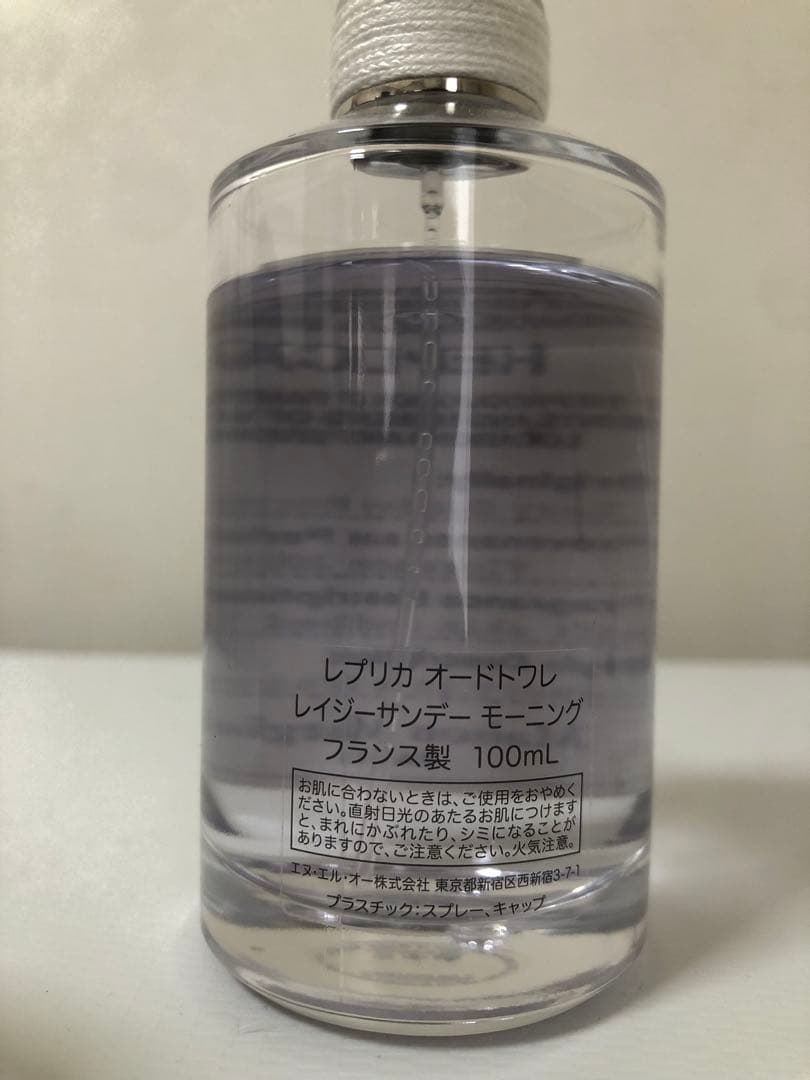 レプリカ オードトワレ
レイジーサンデー モーニング
フランス製 100mL
お肌に合わないときは、ご使用をおやめく
ださい。直射日光のあたるお肌につけます
と、まれにかぶれたり、シミになることが
ありますので、ご注意ください。火気注意。
エヌ・エル・オー株式会社 東京都新宿区西新宿3-7-1
プラスチック：スプレー、キャップ